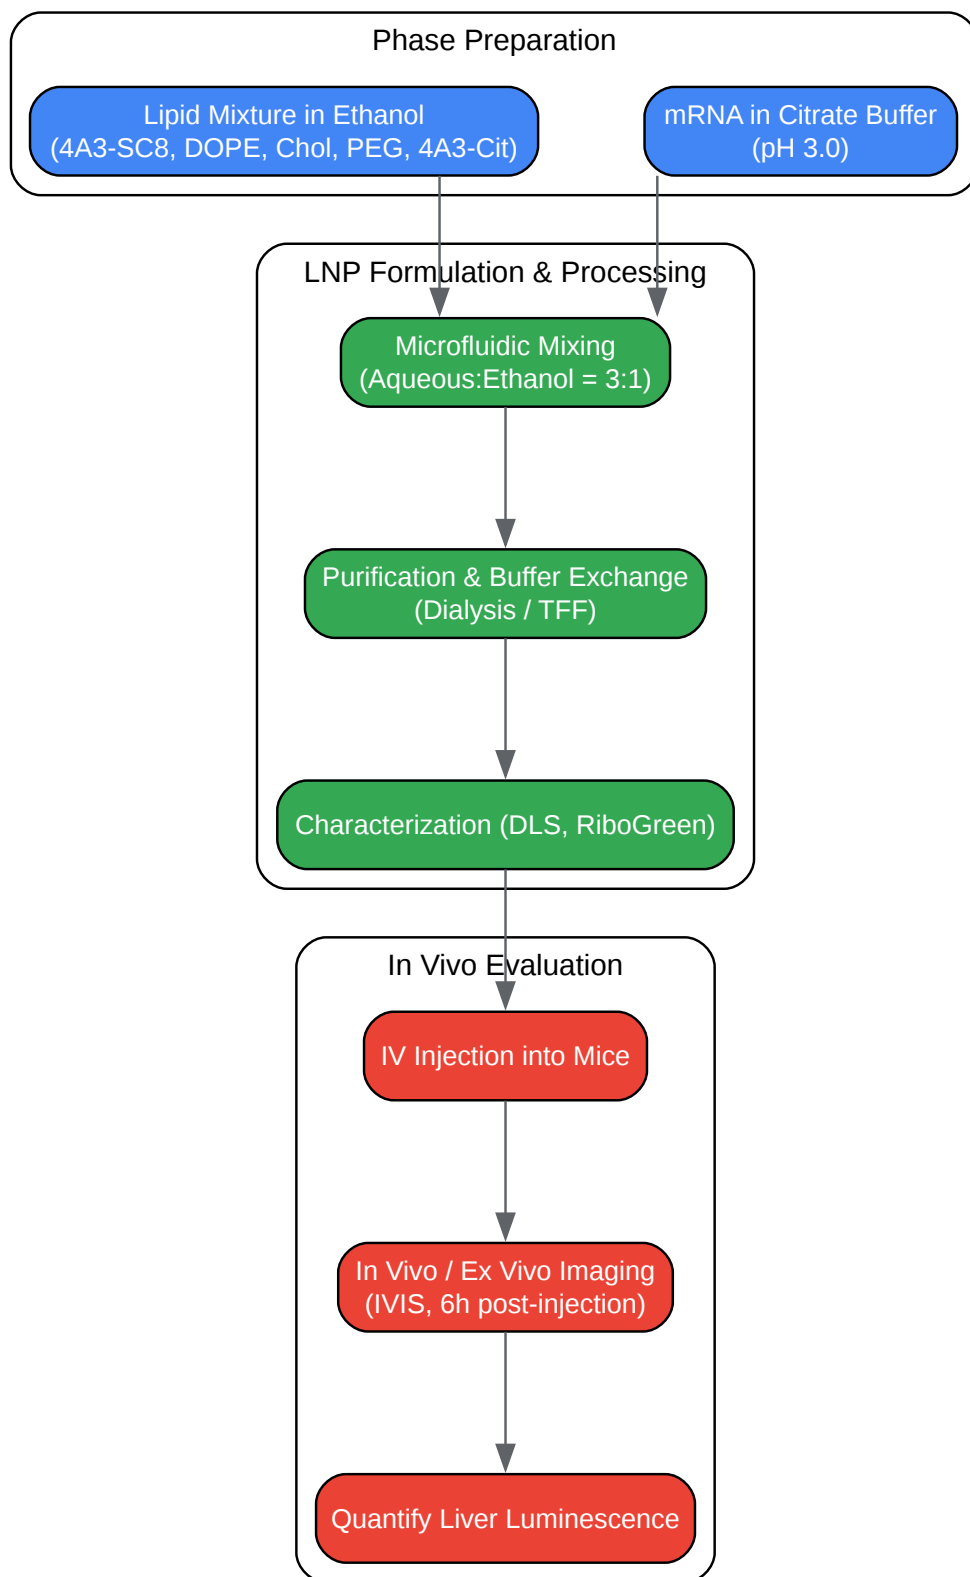 Phase Preparation
Lipid Mixture in Ethanol
(4A3-SC8, DOPE, Chol, PEG, 4A3-Cit)
mRNA in Citrate Buffer
(pH 3.0)
LNP Formulation & Processing
Microfluidic Mixing
(Aqueous:Ethanol = 3:1)
Purification & Buffer Exchange
(Dialysis / TFF)
Characterization (DLS, RiboGreen)
In Vivo Evaluation
IV Injection into Mice
In Vivo / Ex Vivo Imaging
(IVIS, 6h post-injection)
Quantify Liver Luminescence